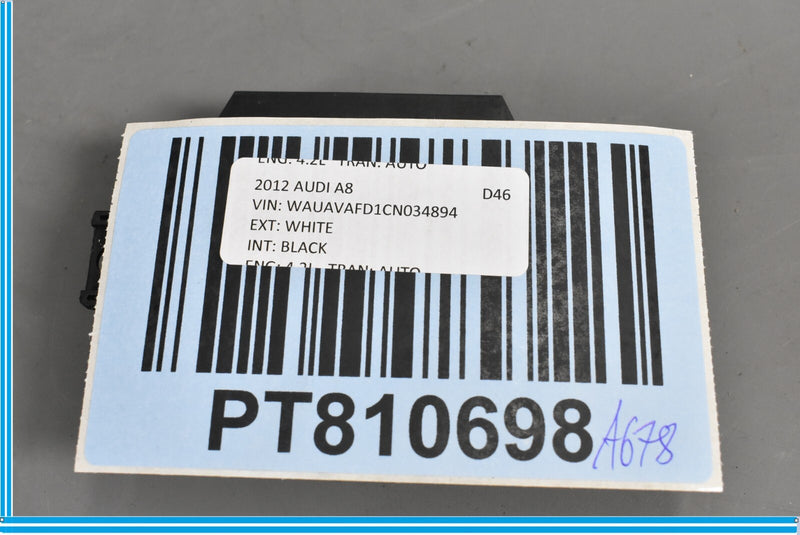 ENG: 4.2L TRAN: AUTO
2012 AUDI A8 D46
VIN: WAUAVAFD1CN034894
EXT: WHITE
INT: BLACK
ENG: 4.2L TRAN: AUTO
PT810698 A678